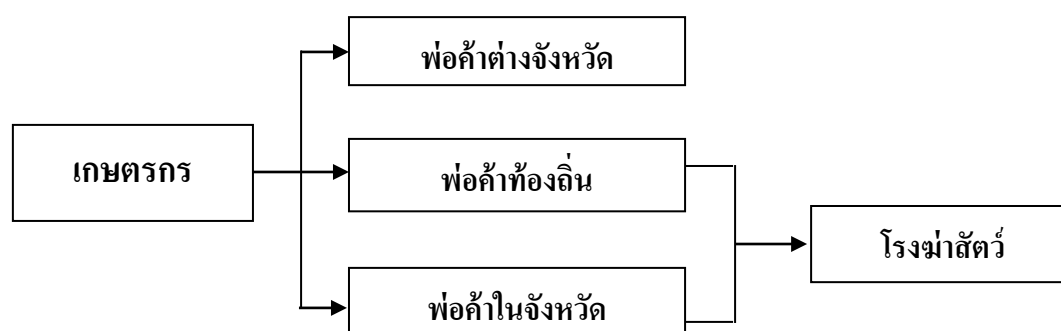 พ่อค้าต่างจังหวัด
เกษตรกร
พ่อค้าท้องถิ่น
โรงฆ่าสัตว์
พ่อค้าในจังหวัด